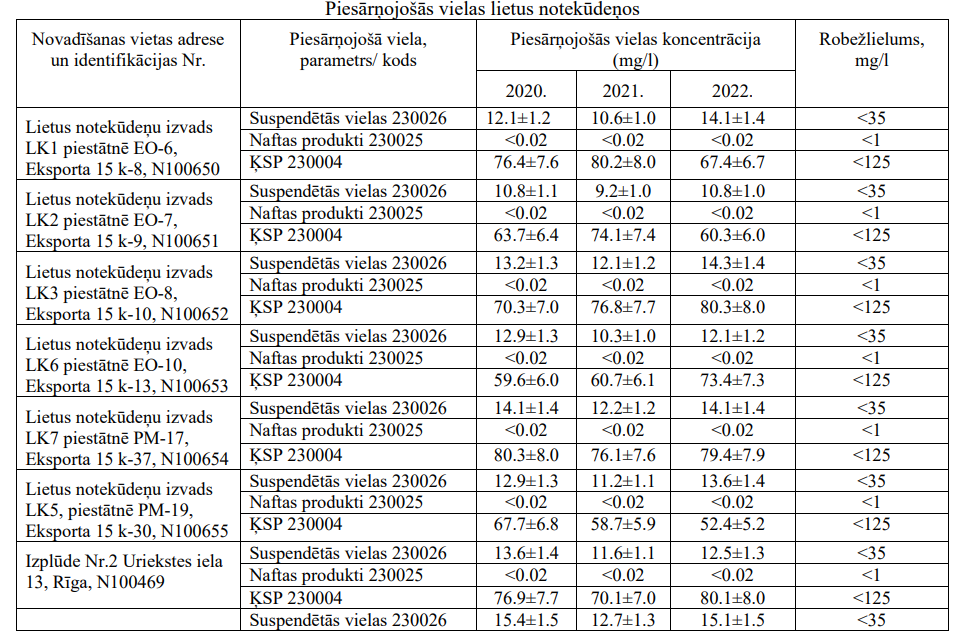 Piesārņojošās vielas lietus notekūdeņos
Novadīšanas vietas adrese un identifikācijas Nr. | Piesārņojošā viela, parametrs/ kods | Piesārņojošās vielas koncentrācija (mg/l) | Robežlielums, mg/l
2020. | 2021. | 2022.
Lietus notekūdeņu izvads LK1 piestātnē EO-6, Eksporta 15 k-8, N100650
Suspendētās vielas 230026 | 12.1±1.2 | 10.6±1.0 | 14.1±1.4 | <35
Naftas produkti 230025 | <0.02 | <0.02 | <0.02 | <1
ĶSP 230004 | 76.4±7.6 | 80.2±8.0 | 67.4±6.7 | <125
Lietus notekūdeņu izvads LK2 piestātnē EO-7, Eksporta 15 k-9, N100651
Suspendētās vielas 230026 | 10.8±1.1 | 9.2±1.0 | 10.8±1.0 | <35
Naftas produkti 230025 | <0.02 | <0.02 | <0.02 | <1
ĶSP 230004 | 63.7±6.4 | 74.1±7.4 | 60.3±6.0 | <125
Lietus notekūdeņu izvads LK3 piestātnē EO-8, Eksporta 15 k-10, N100652
Suspendētās vielas 230026 | 13.2±1.3 | 12.1±1.2 | 14.3±1.4 | <35
Naftas produkti 230025 | <0.02 | <0.02 | <0.02 | <1
ĶSP 230004 | 70.3±7.0 | 76.8±7.7 | 80.3±8.0 | <125
Lietus notekūdeņu izvads LK6 piestātnē EO-10, Eksporta 15 k-13, N100653
Suspendētās vielas 230026 | 12.9±1.3 | 10.3±1.0 | 12.1±1.2 | <35
Naftas produkti 230025 | <0.02 | <0.02 | <0.02 | <1
ĶSP 230004 | 59.6±6.0 | 60.7±6.1 | 73.4±7.3 | <125
Lietus notekūdeņu izvads LK7 piestātnē PM-17, Eksporta 15 k-37, N100654
Suspendētās vielas 230026 | 14.1±1.4 | 12.2±1.2 | 14.1±1.4 | <35
Naftas produkti 230025 | <0.02 | <0.02 | <0.02 | <1
ĶSP 230004 | 80.3±8.0 | 76.1±7.6 | 79.4±7.9 | <125
Lietus notekūdeņu izvads LK5, piestātnē PM-19, Eksporta 15 k-30, N100655
Suspendētās vielas 230026 | 12.9±1.3 | 11.2±1.1 | 13.6±1.4 | <35
Naftas produkti 230025 | <0.02 | <0.02 | <0.02 | <1
ĶSP 230004 | 67.7±6.8 | 58.7±5.9 | 52.4±5.2 | <125
Izplūde Nr.2 Uriekstes iela 13, Rīga, N100469
Suspendētās vielas 230026 | 13.6±1.4 | 11.6±1.1 | 12.5±1.3 | <35
Naftas produkti 230025 | <0.02 | <0.02 | <0.02 | <1
ĶSP 230004 | 76.9±7.7 | 70.1±7.0 | 80.1±8.0 | <125
Suspendētās vielas 230026 | 15.4±1.5 | 12.7±1.3 | 15.1±1.5 | <35